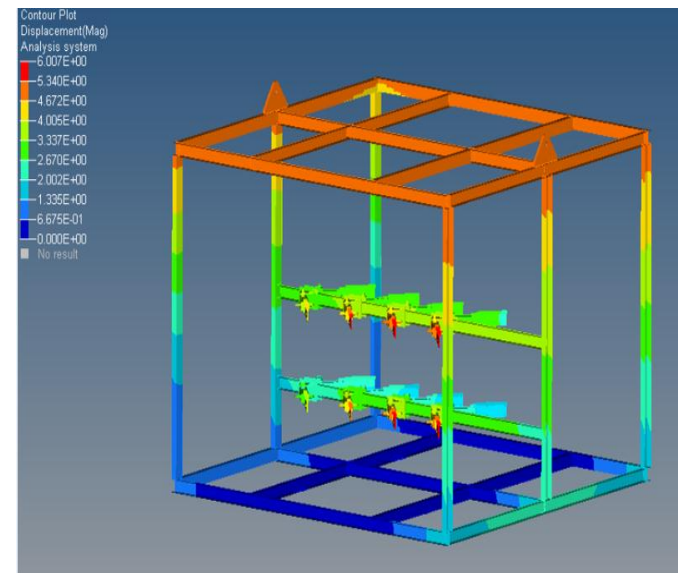 Contour Plot
Displacement(Mag)
Analysis system
6.007E+00
5.340E+00
4.672E+00
4.005E+00
3.337E+00
2.670E+00
2.002E+00
1.335E+00
6.675E-01
0.000E+00
No result